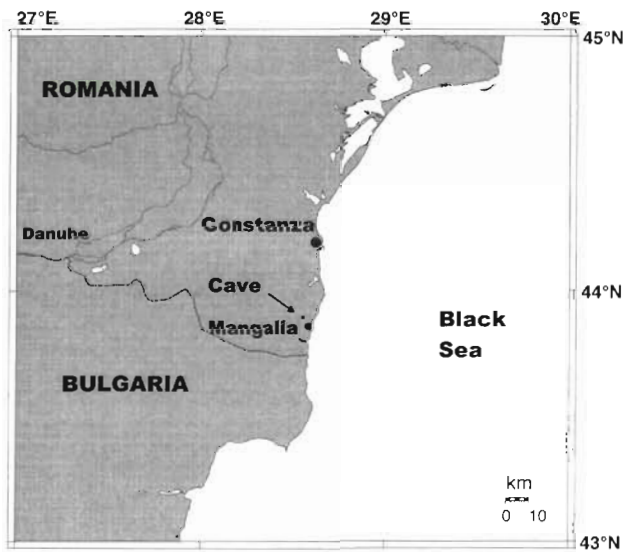 27°E 28°E 29°E 30°E
45°N
ROMANIA
Danube
Constanza
44°N
Cave
Mangalia
Black
Sea
BULGARIA
km
0 10
43°N